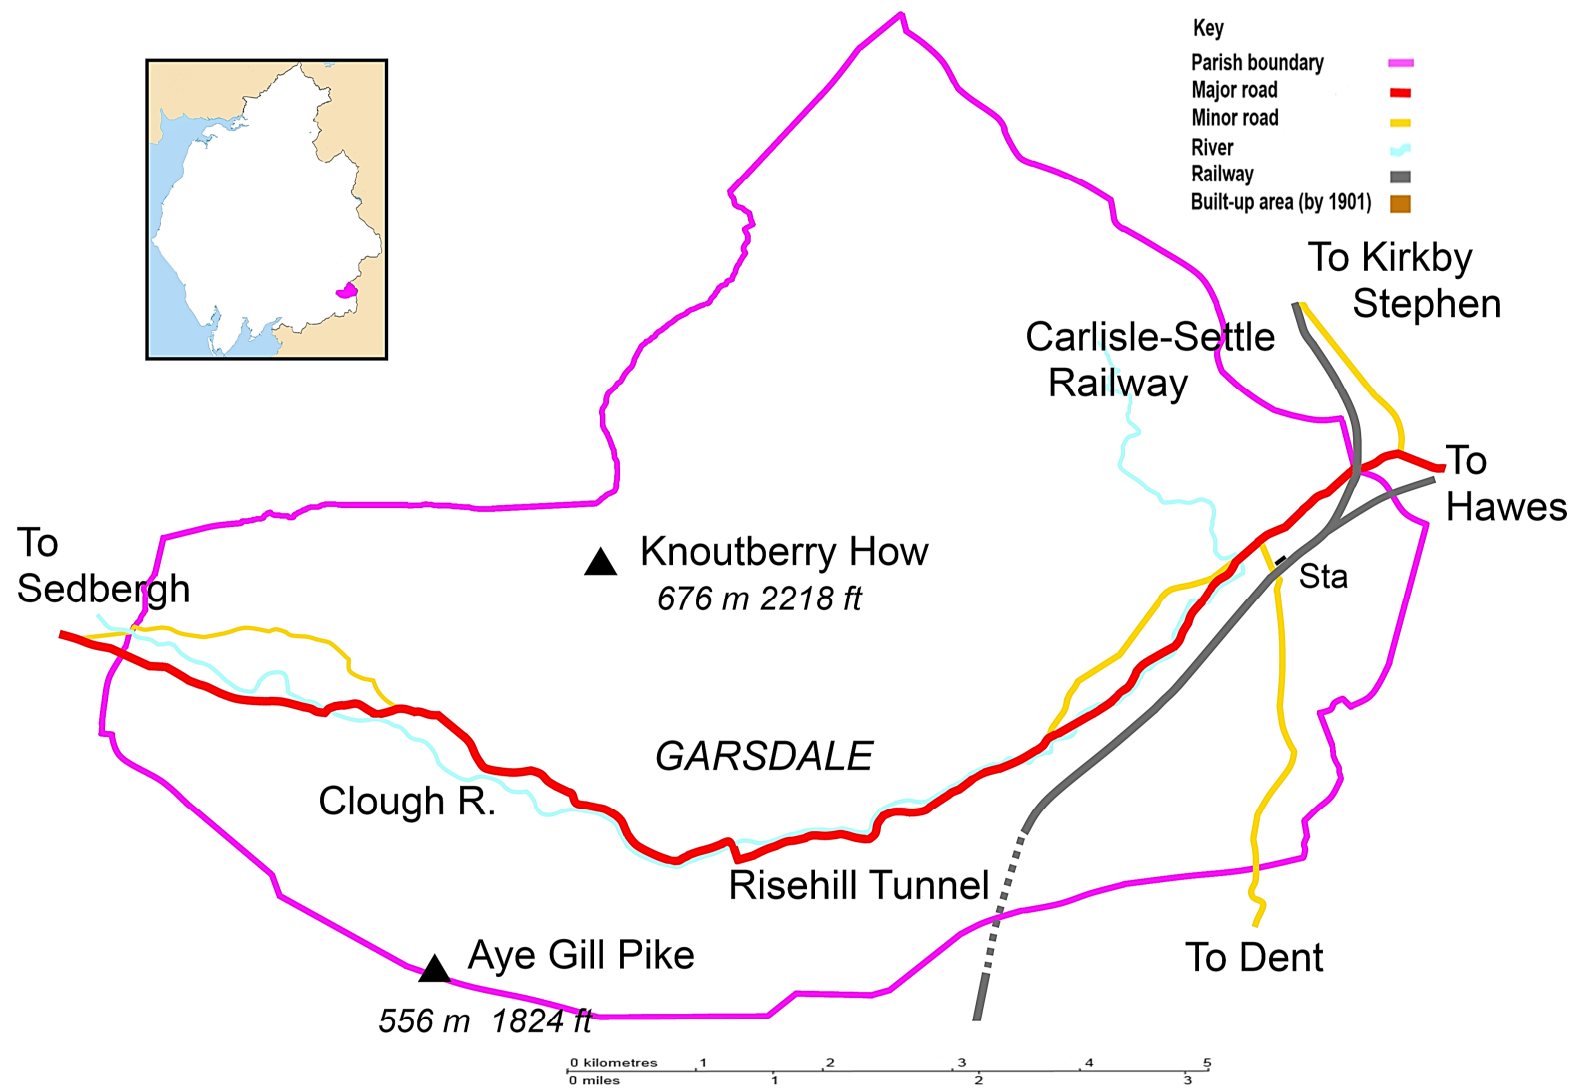 Key
Parish boundary
Major road
Minor road
River
Railway
Built-up area (by 1901)
To Kirkby
Stephen
Carlisle-Settle
Railway
To
Hawes
To
Sedbergh
Knoutberry How
676 m 2218 ft
Sta
GARSDALE
Clough R.
Risehill Tunnel
Aye Gill Pike
To Dent
556 m 1824 ft
0 kilometres 1 2 3 4 5
0 miles 1 2 3